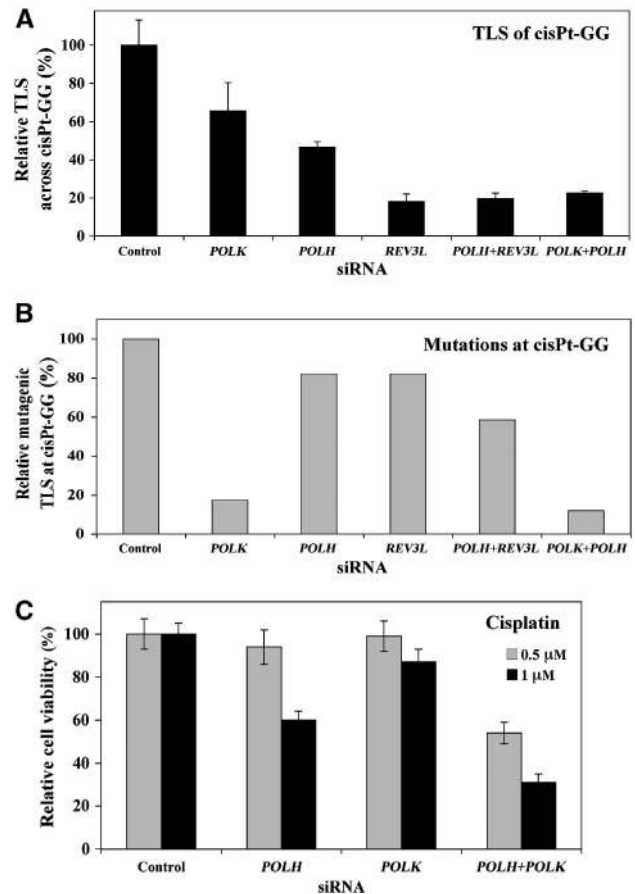 A
TLS of cisPt-GG
Relative TLS
across cisPt-GG (%)
100
80
60
40
20
0
Control POLK POLH REV3L POLH+REV3L POLK+POLH
siRNA
B
Mutations at cisPt-GG
Relative mutagenic
TLS at cisPt-GG (%)
100
80
60
40
20
0
Control POLK POLH REV3L POLH+REV3L POLK+POLH
siRNA
C
Cisplatin
0.5 µM
1 µM
Relative cell viability (%)
100
80
60
40
20
0
Control POLH POLK POLH+POLK
siRNA